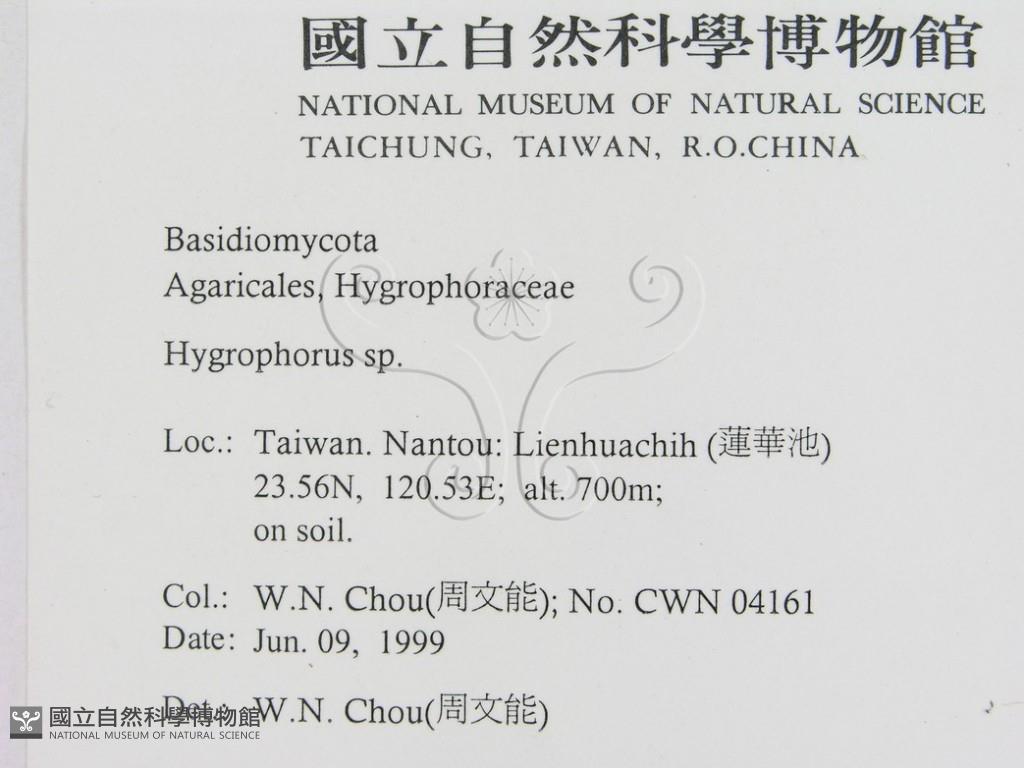 國立自然科學博物館
NATIONAL MUSEUM OF NATURAL SCIENCE
TAICHUNG, TAIWAN, R.O.CHINA
Basidiomycota
Agaricales, Hygrophoraceae
Hygrophorus sp.
Loc.: Taiwan. Nantou: Lienhuachih (蓮華池)
23.56N, 120.53E; alt. 700m;
on soil.
Col.: W.N. Chou(周文能); No. CWN 04161
Date: Jun. 09, 1999
Det.: W.N. Chou(周文能)
國立自然科學博物館
NATIONAL MUSEUM OF NATURAL SCIENCE